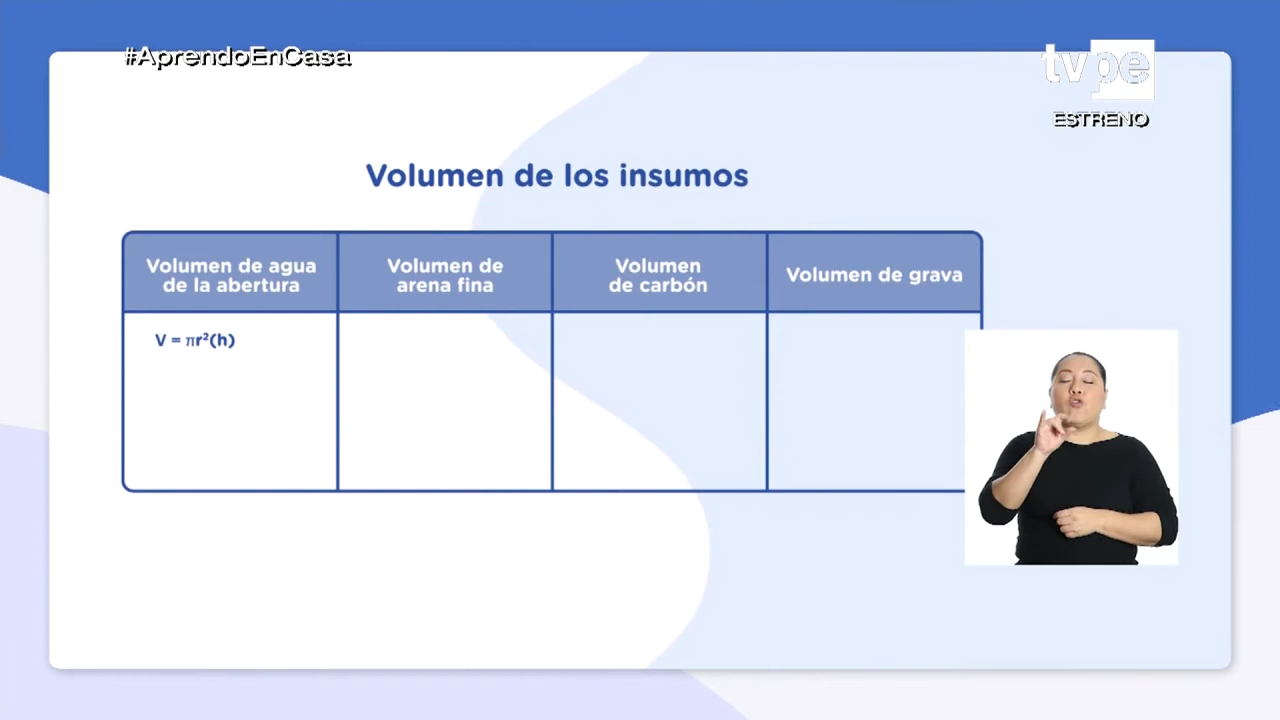 #AprendoEnCasa
tvpe
ESTRENO
Volumen de los insumos
Volumen de agua
de la abertura
Volumen de
arena fina
Volumen
de carbón
Volumen de grava
V = πr²(h)